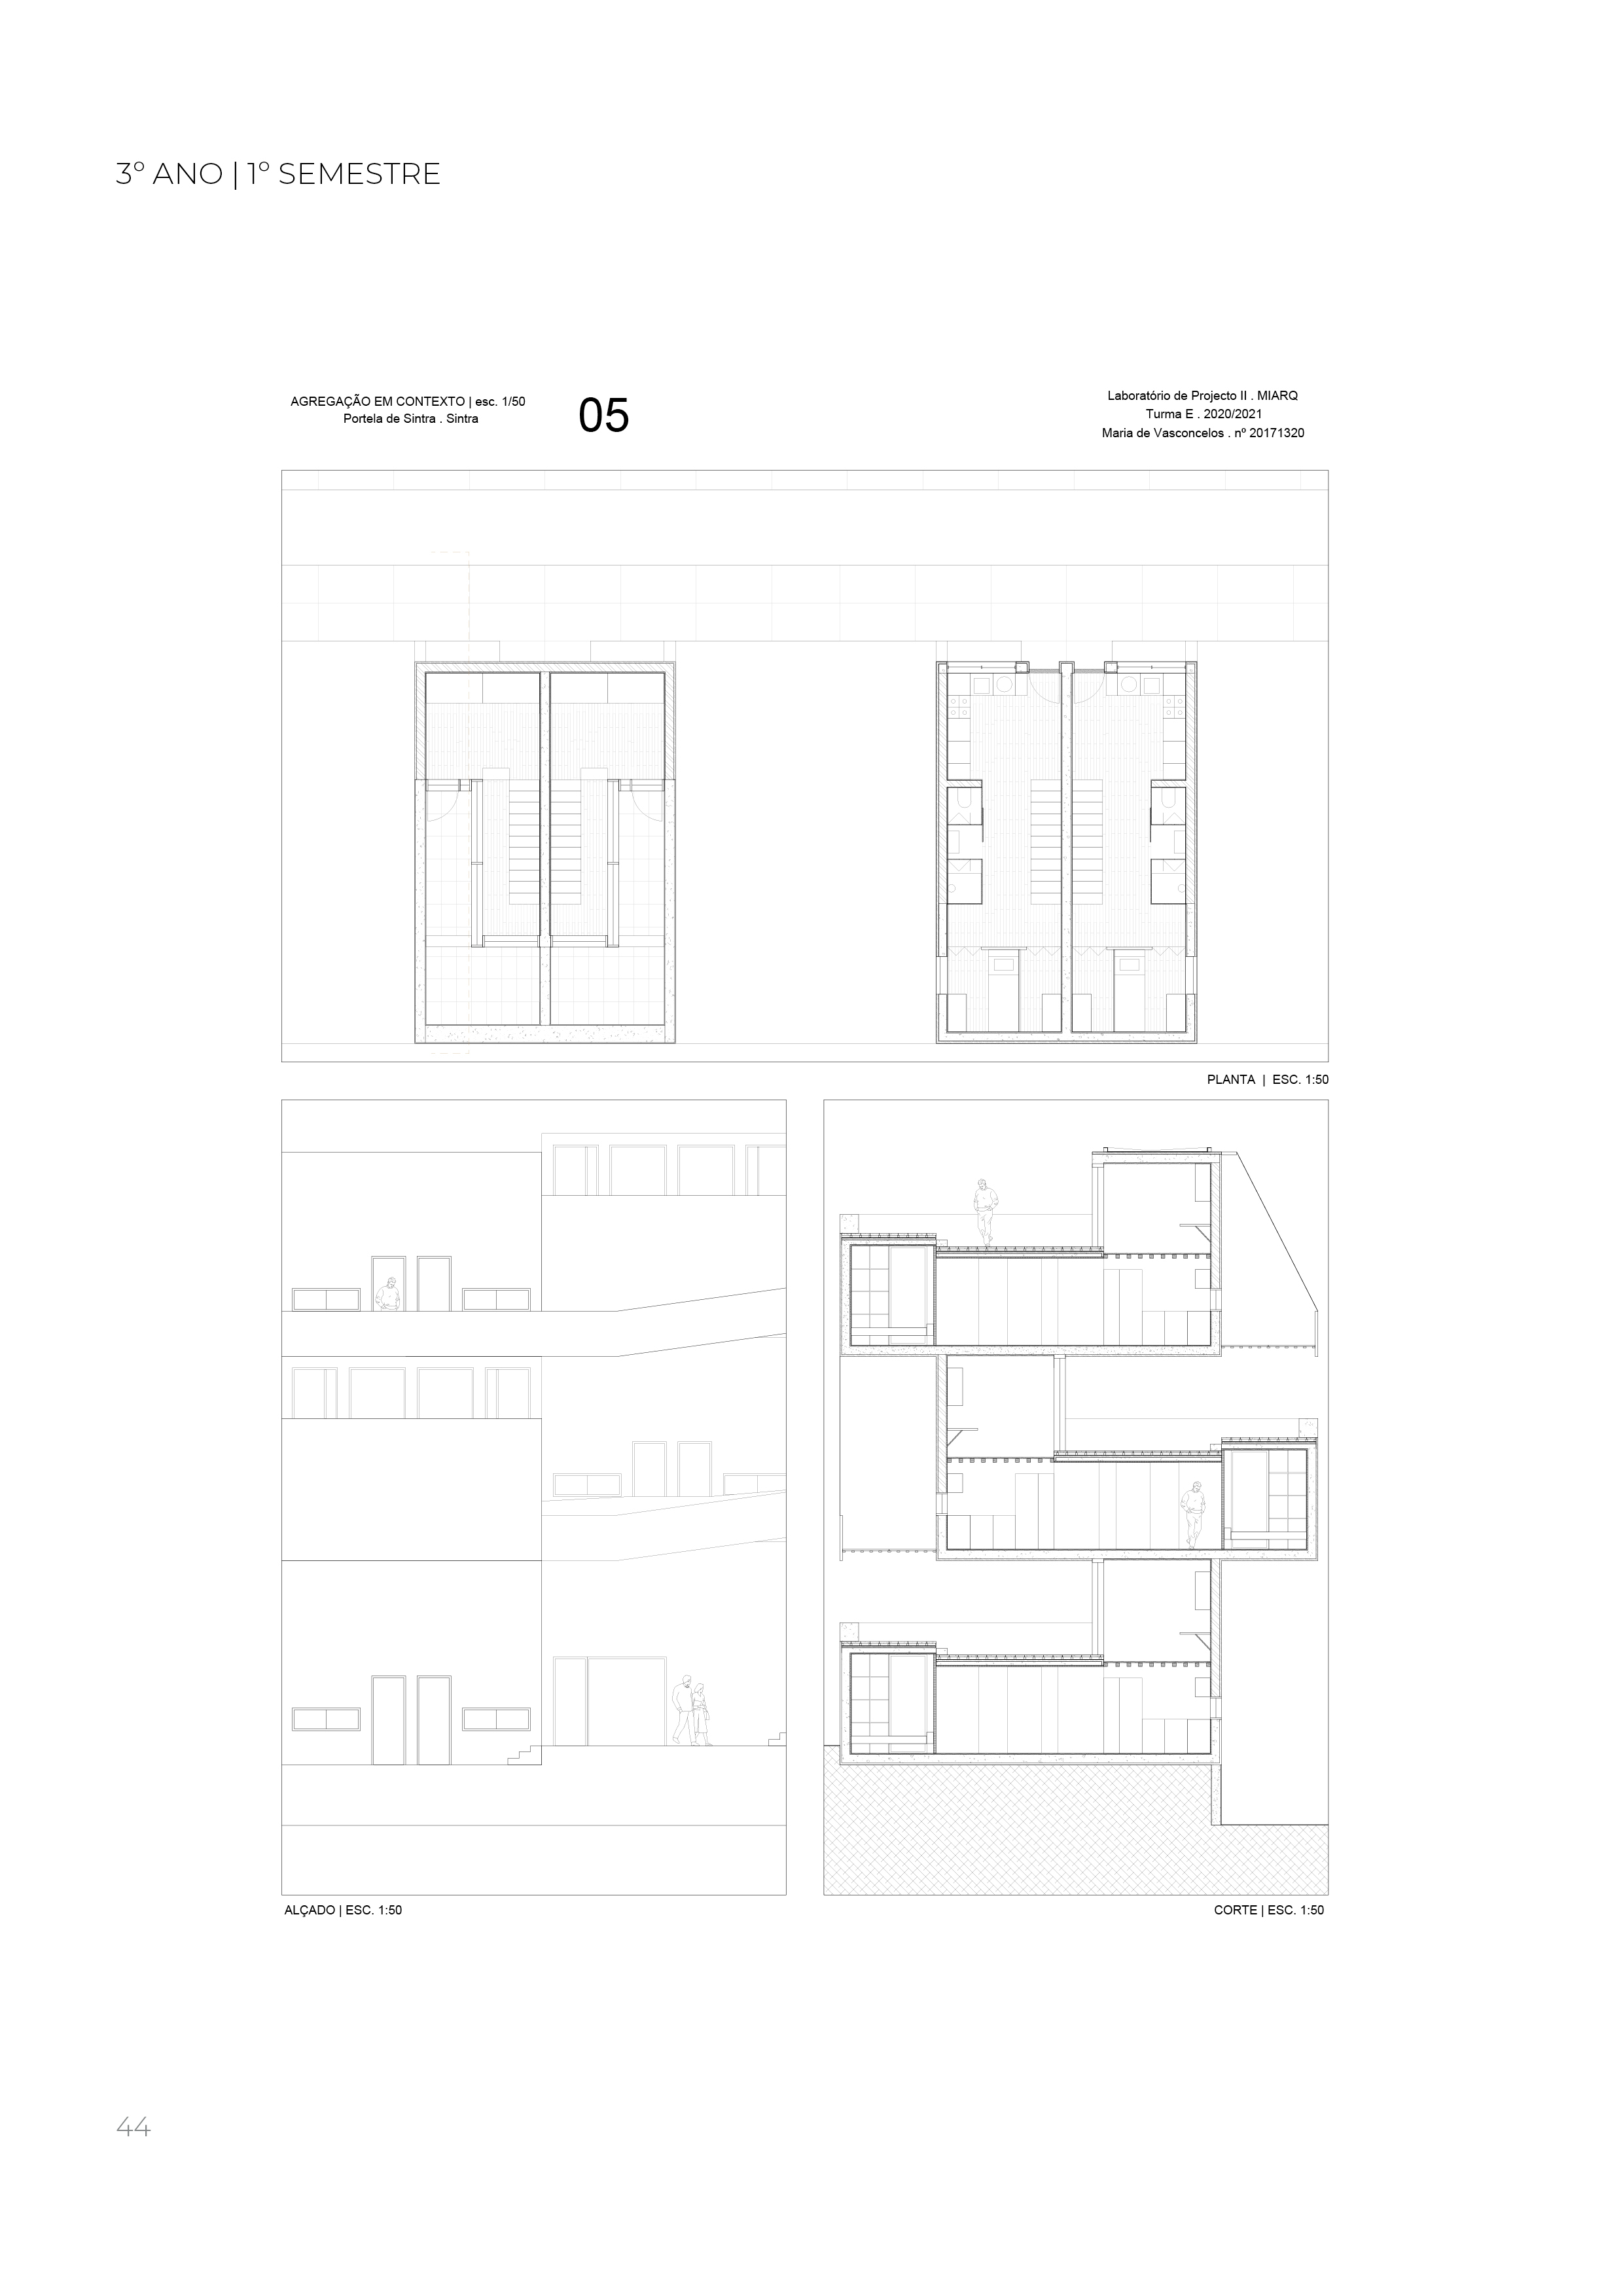 3º ANO | 1º SEMESTRE
AGREGAÇÃO EM CONTEXTO | esc. 1/50
Portela de Sintra . Sintra
05
Laboratório de Projecto II . MIARQ
Turma E . 2020/2021
Maria de Vasconcelos . nº 20171320
PLANTA | ESC. 1:50
ALÇADO | ESC. 1:50
CORTE | ESC. 1:50
44